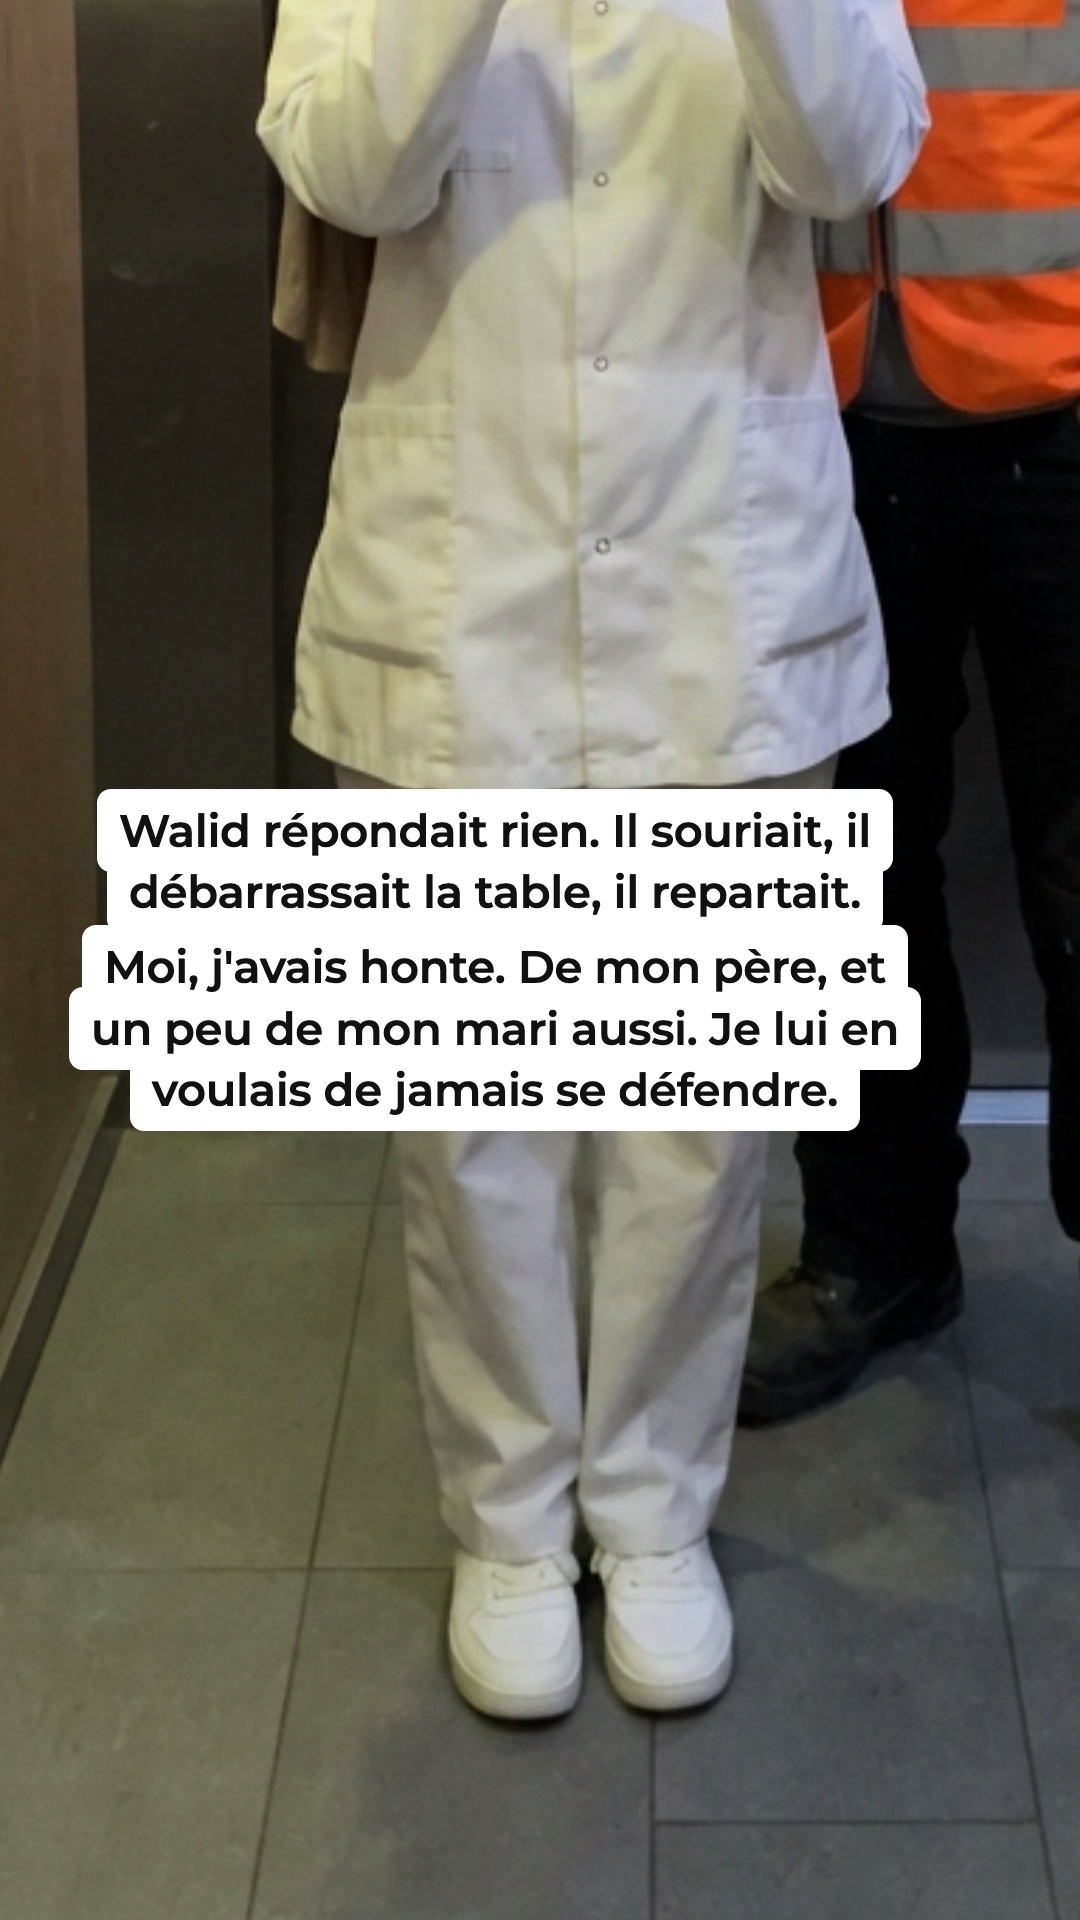 Walid répondait rien. Il souriait, il
débarrassait la table, il repartait.
Moi, j'avais honte. De mon père, et
un peu de mon mari aussi. Je lui en
voulais de jamais se défendre.